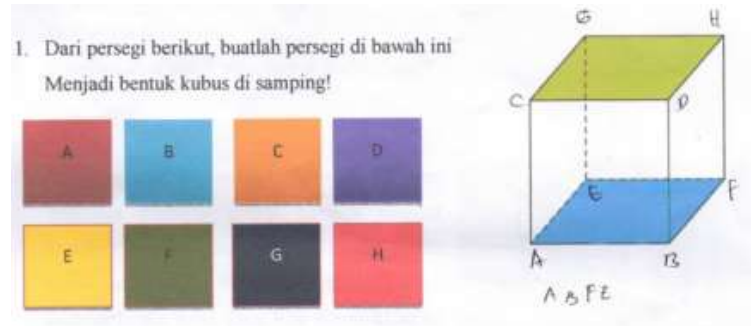 1. Dari persegi berikut, buatlah persegi di bawah ini
Menjadi bentuk kubus di samping!
A B C D
E F G H
G H
C D
E F
A B
A B F E